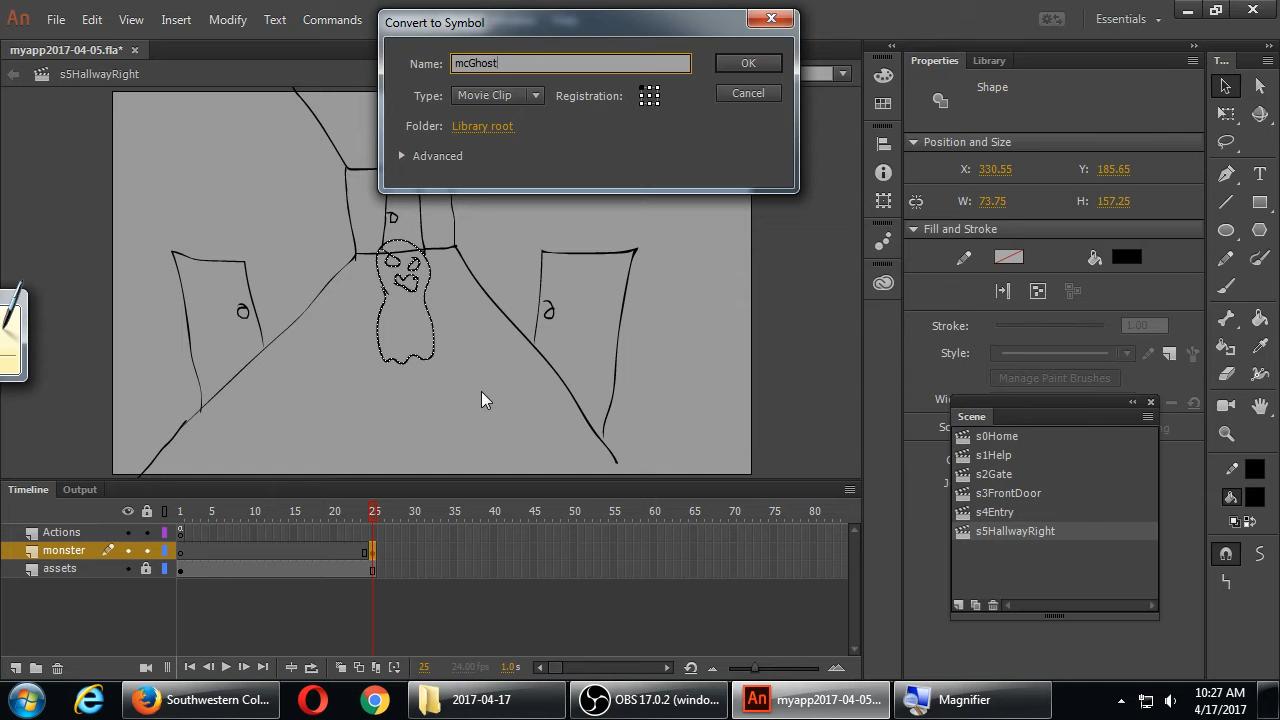 An File Edit View Insert Modify Text Commands Essentials
Convert to Symbol
Name: mcGhost OK
Type: Movie Clip Registration: Cancel
Folder: Library root
Advanced
myapp2017-04-05.fla*
s5HallwayRight
Properties Library
Shape
Position and Size
X: 330.55 Y: 185.65
W: 73.75 H: 157.25
Fill and Stroke
Stroke: 1.00
Style:
Manage Paint Brushes
Scene
s0Home
s1Help
s2Gate
s3FrontDoor
s4Entry
s5HallwayRight
Timeline Output
1 5 10 15 20 25 30 35 40 45 50 55 60 65 70 75 80
Actions
monster
assets
25 24.00 fps 1.0s
Southwestern Col... 2017-04-17 OBS 17.0.2 (windo... An myapp2017-04-05... Magnifier
10:27 AM
4/17/2017